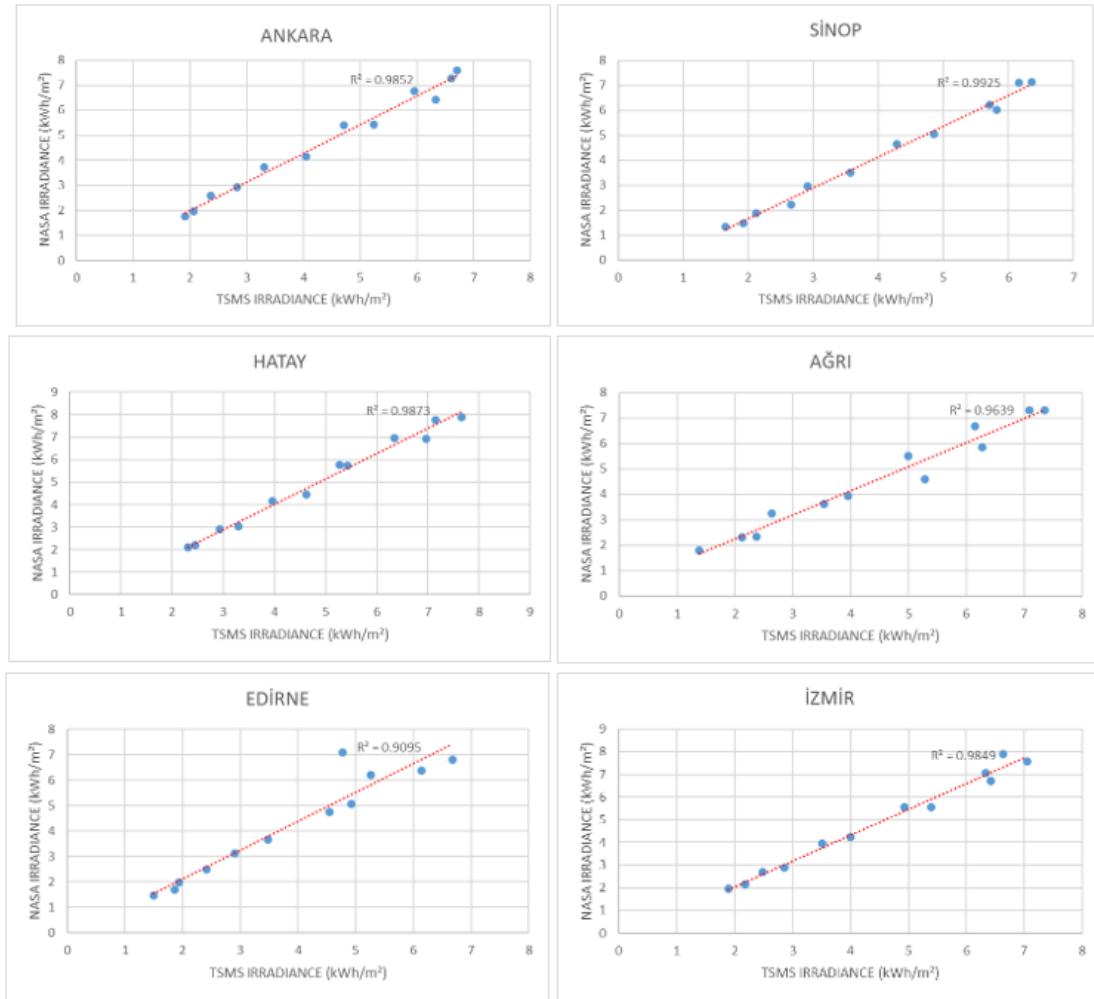 ANKARA
R² = 0.9852
NASA IRRADIANCE (kWh/m²)
8
7
6
5
4
3
2
1
0
0 1 2 3 4 5 6 7 8
TSMS IRRADIANCE (kWh/m²)
SİNOP
R² = 0.9925
NASA IRRADIANCE (kWh/m²)
8
7
6
5
4
3
2
1
0
0 1 2 3 4 5 6 7
TSMS IRRADIANCE (kWh/m²)
HATAY
R² = 0.9873
NASA IRRADIANCE (kWh/m²)
9
8
7
6
5
4
3
2
1
0
0 1 2 3 4 5 6 7 8 9
TSMS IRRADIANCE (kWh/m²)
AĞRI
R² = 0.9639
NASA IRRADIANCE (kWh/m²)
8
7
6
5
4
3
2
1
0
0 1 2 3 4 5 6 7 8
TSMS IRRADIANCE (kWh/m²)
EDİRNE
R² = 0.9095
NASA IRRADIANCE (kWh/m²)
8
7
6
5
4
3
2
1
0
0 1 2 3 4 5 6 7 8
TSMS IRRADIANCE (kWh/m²)
İZMİR
R² = 0.9849
NASA IRRADIANCE (kWh/m²)
9
8
7
6
5
4
3
2
1
0
0 1 2 3 4 5 6 7 8
TSMS IRRADIANCE (kWh/m²)